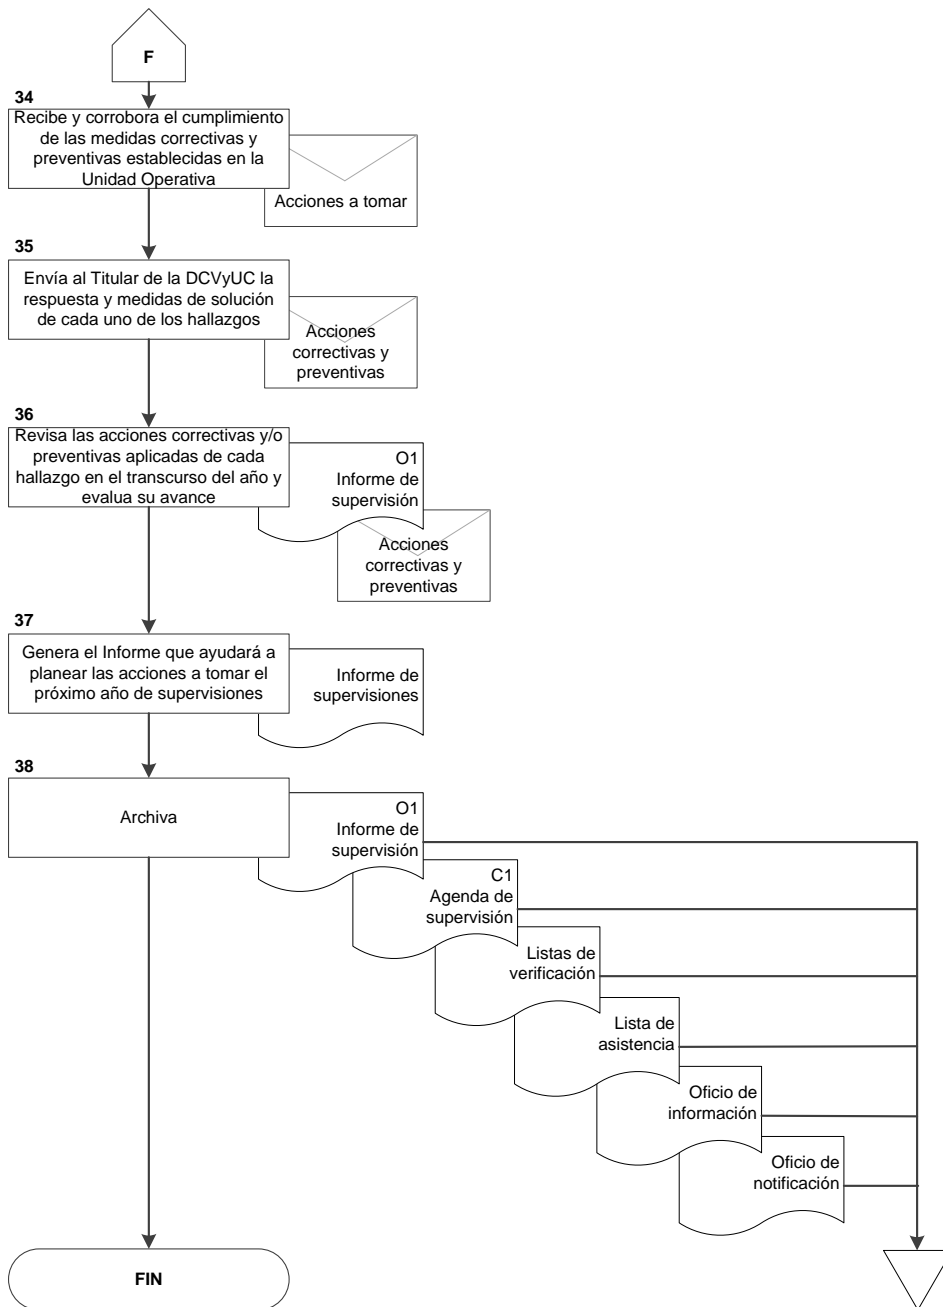 F
34
Recibe y corrobora el cumplimiento
de las medidas correctivas y
preventivas establecidas en la
Unidad Operativa
Acciones a tomar
35
Envía al Titular de la DCVyUC la
respuesta y medidas de solución
de cada uno de los hallazgos
Acciones
correctivas y
preventivas
36
Revisa las acciones correctivas y/o
preventivas aplicadas de cada
hallazgo en el transcurso del año y
evalua su avance
O1
Informe de
supervisión
Acciones
correctivas y
preventivas
37
Genera el Informe que ayudará a
planear las acciones a tomar el
próximo año de supervisiones
Informe de
supervisiones
38
Archiva
O1
Informe de
supervisión
C1
Agenda de
supervisión
Listas de
verificación
Lista de
asistencia
Oficio de
información
Oficio de
notificación
FIN